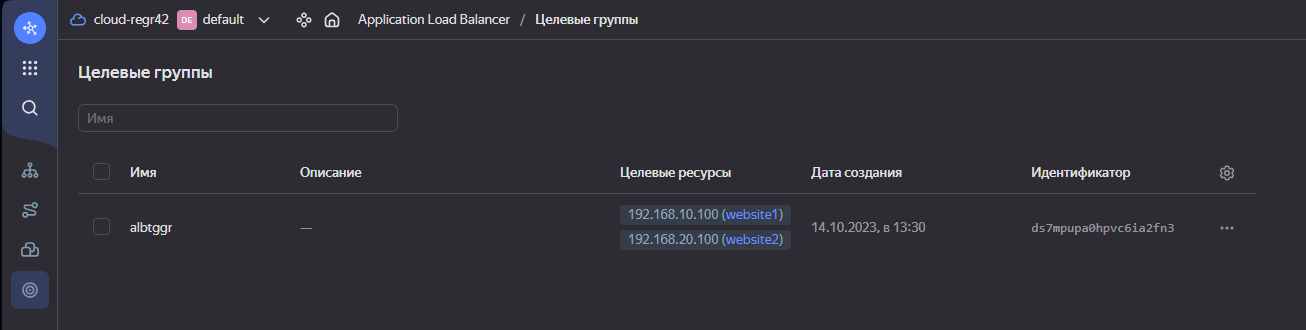 cloud-regr42 DE default Application Load Balancer / Целевые группы
Целевые группы
Имя
Имя Описание Целевые ресурсы Дата создания Идентификатор
albtggr — 192.168.10.100 (website1) 14.10.2023, в 13:30 ds7mpupa0hpvc6ia2fn3
192.168.20.100 (website2)